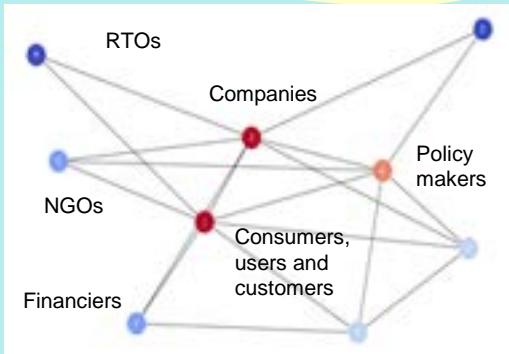 RTOs
Companies
Policy
makers
NGOs
Consumers,
users and
customers
Financiers